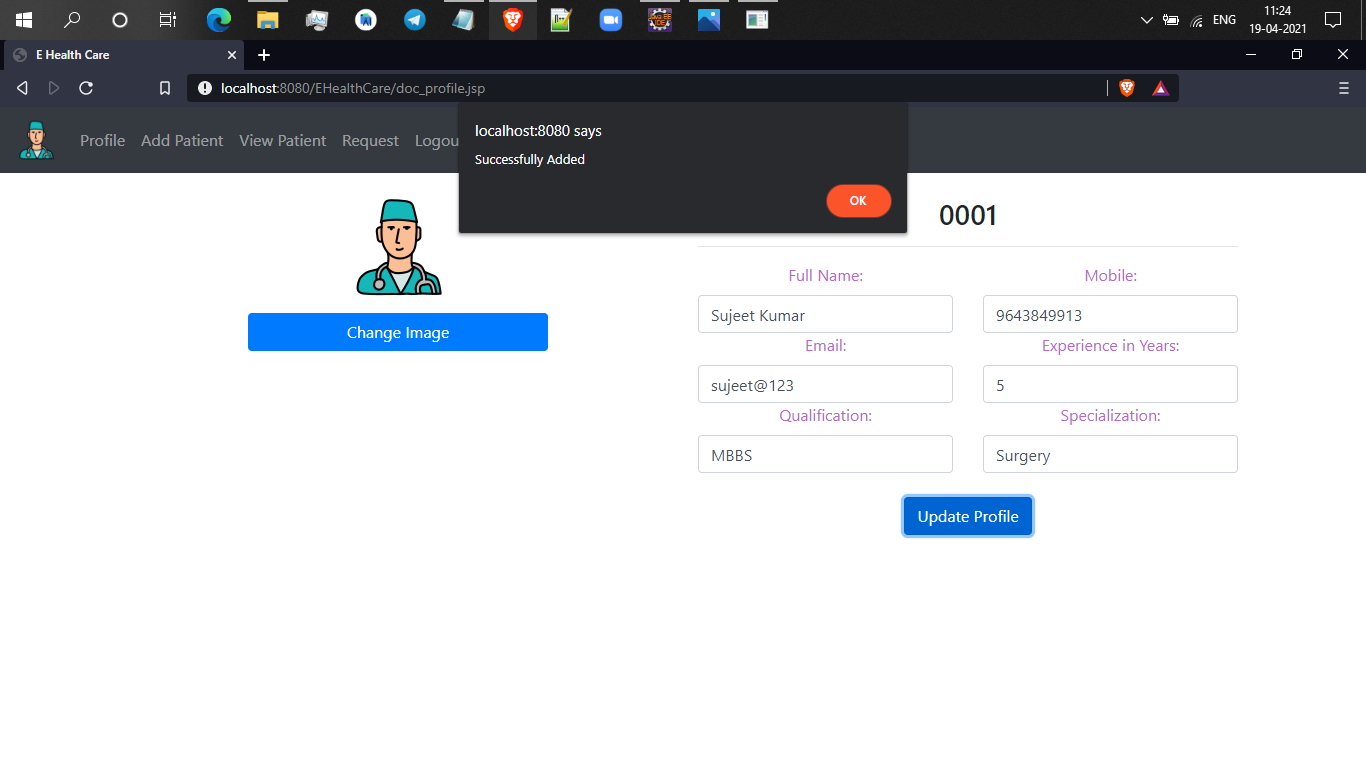 ENG
11:24
19-04-2021
E Health Care
localhost:8080/EHealthCare/doc_profile.jsp
Profile Add Patient View Patient Request Logou
localhost:8080 says
Successfully Added
OK
0001
Change Image
Full Name: Mobile:
Sujeet Kumar 9643849913
Email: Experience in Years:
sujeet@123 5
Qualification: Specialization:
MBBS Surgery
Update Profile